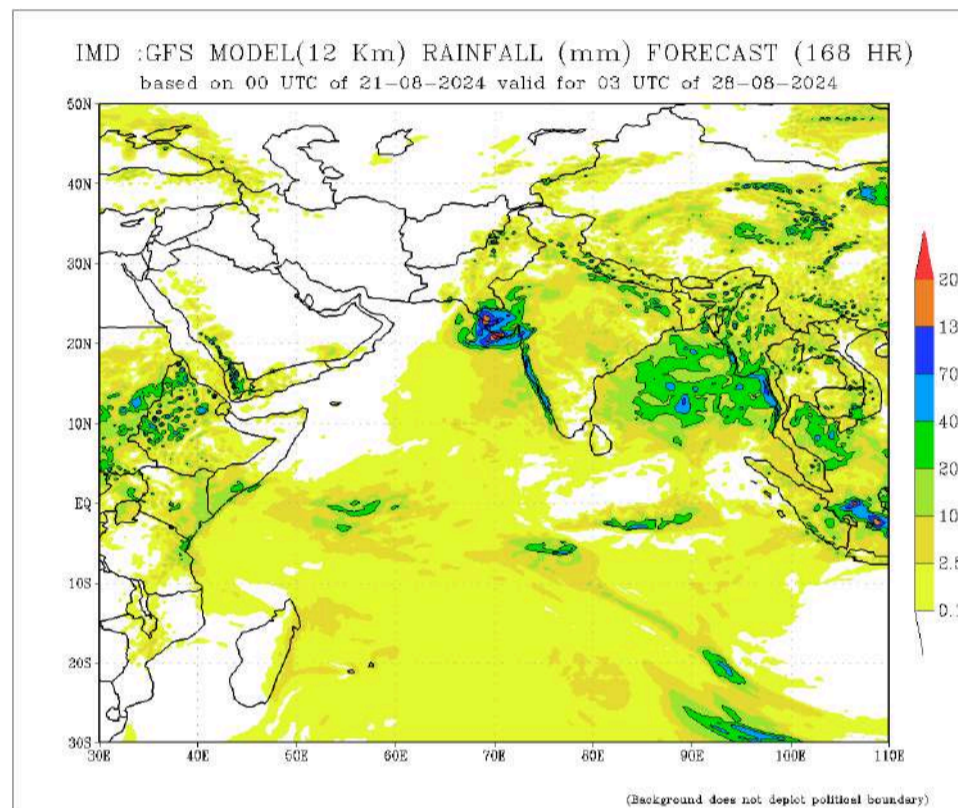 IMD :GFS MODEL(12 Km) RAINFALL (mm) FORECAST (168 HR)
based on 00 UTC of 21-08-2024 valid for 03 UTC of 28-08-2024
50N
40N
30N
20N
10N
EQ
10S
20S
30S
30E 40E 50E 60E 70E 80E 90E 100E 110E
20
13
70
40
20
10
2.5
0.1
(Background does not depict political boundary)